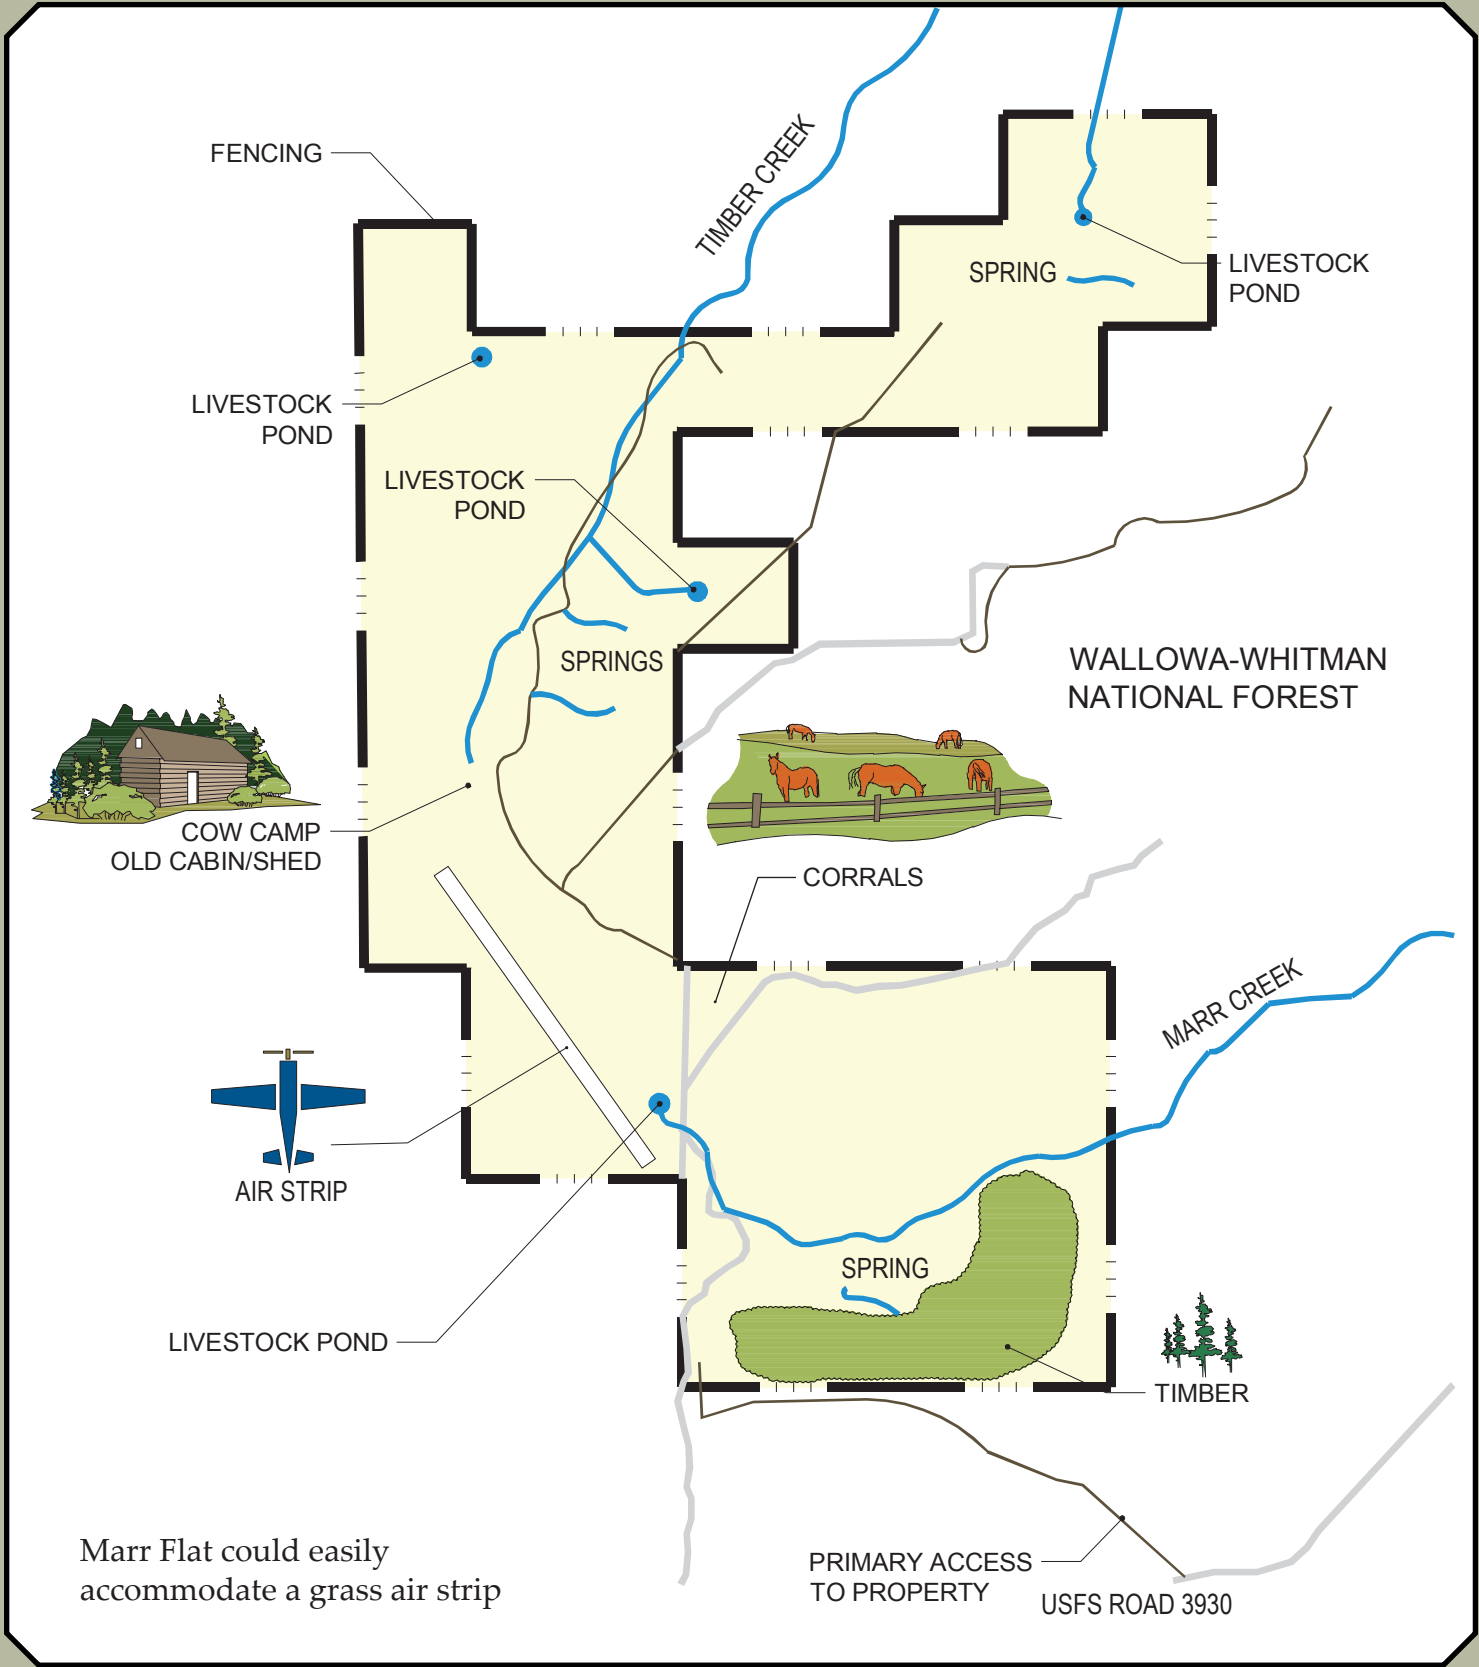 TIMBER CREEK
FENCING
SPRING
LIVESTOCK
POND
LIVESTOCK
POND
LIVESTOCK
POND
SPRINGS
WALLOWA-WHITMAN
NATIONAL FOREST
COW CAMP
OLD CABIN/SHED
CORRALS
MARR CREEK
AIR STRIP
SPRING
LIVESTOCK POND
TIMBER
Marr Flat could easily
accommodate a grass air strip
PRIMARY ACCESS
TO PROPERTY
USFS ROAD 3930